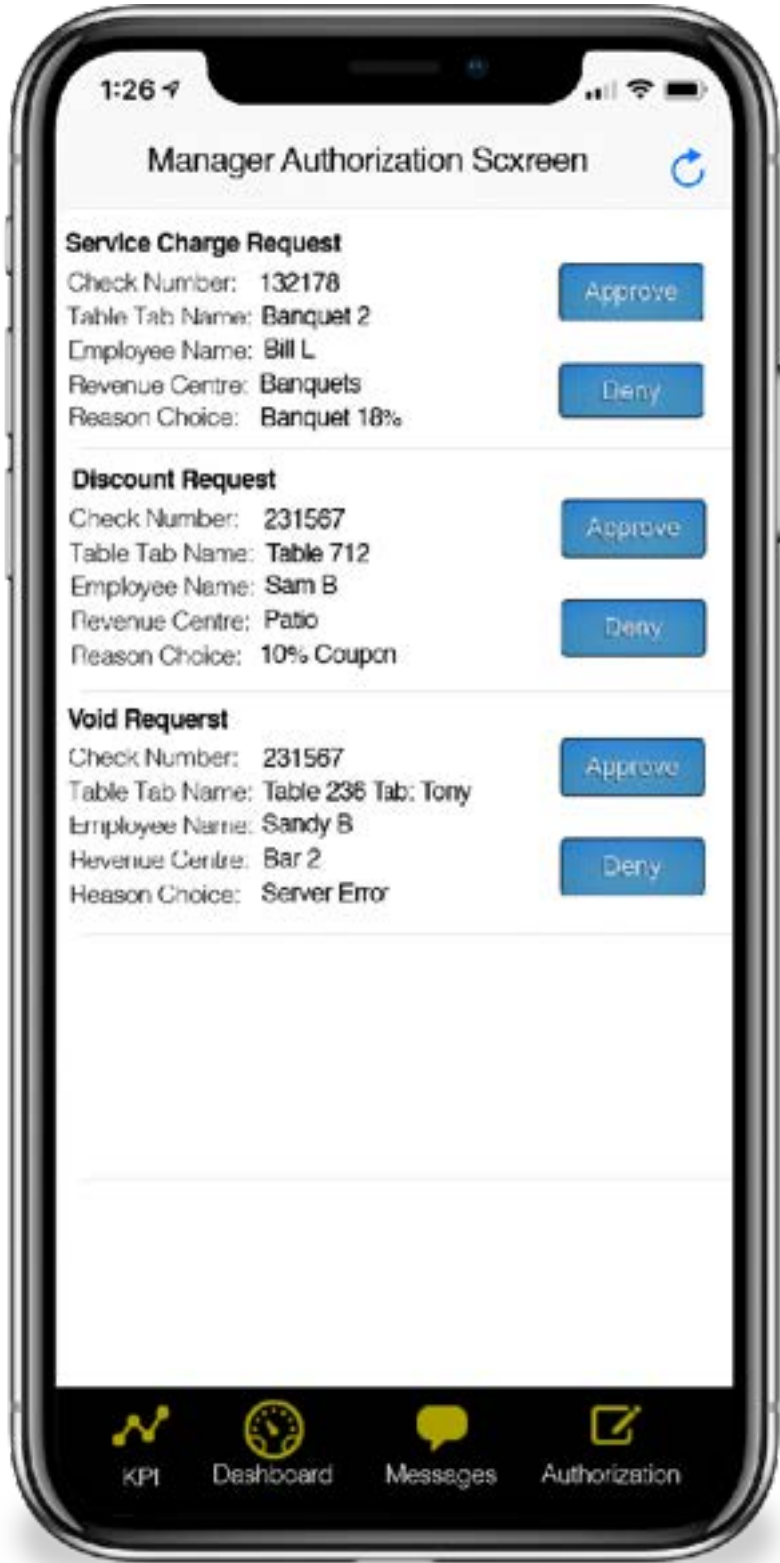 1:26
Manager Authorization Scxreen
Service Charge Request
Check Number: 132178
Approve
Table Tab Name: Banquet 2
Employee Name: Bill L
Revenue Centre: Banquets
Deny
Reason Choice: Banquet 18%
Discount Request
Check Number: 231567
Approve
Table Tab Name: Table 712
Employee Name: Sam B
Revenue Centre: Patio
Deny
Reason Choice: 10% Coupon
Void Requerst
Check Number: 231567
Approve
Table Tab Name: Table 236 Tab: Tony
Employee Name: Sandy B
Revenue Centre: Bar 2
Deny
Reason Choice: Server Error
KPI Dashboard Messages Authorization